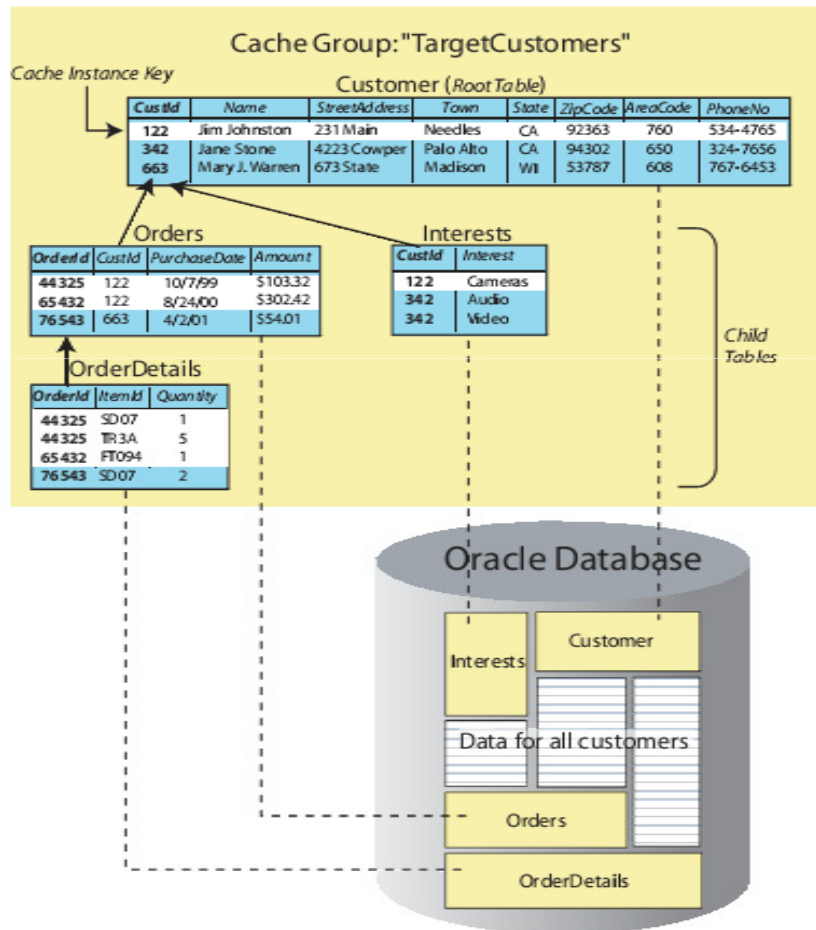 Cache Group: "TargetCustomers"
Cache Instance Key
Customer (Root Table)
CustId Name StreetAddress Town State ZipCode AreaCode PhoneNo
122 Jim Johnston 231 Main Needles CA 92363 760 534-4765
342 Jane Stone 4223 Cowper Palo Alto CA 94302 650 324-7656
663 Mary J. Warren 673 State Madison WI 53787 608 767-6453
Orders
OrderId CustId PurchaseDate Amount
44325 122 10/7/99 $103.32
65432 122 8/24/00 $302.42
76543 663 4/2/01 $54.01
Interests
CustId Interest
122 Cameras
342 Audio
342 Video
Child
Tables
OrderDetails
OrderId ItemId Quantity
44325 SD07 1
44325 TR3A 5
65432 FT094 1
76543 SD07 2
Oracle Database
Interests
Customer
Data for all customers
Orders
OrderDetails